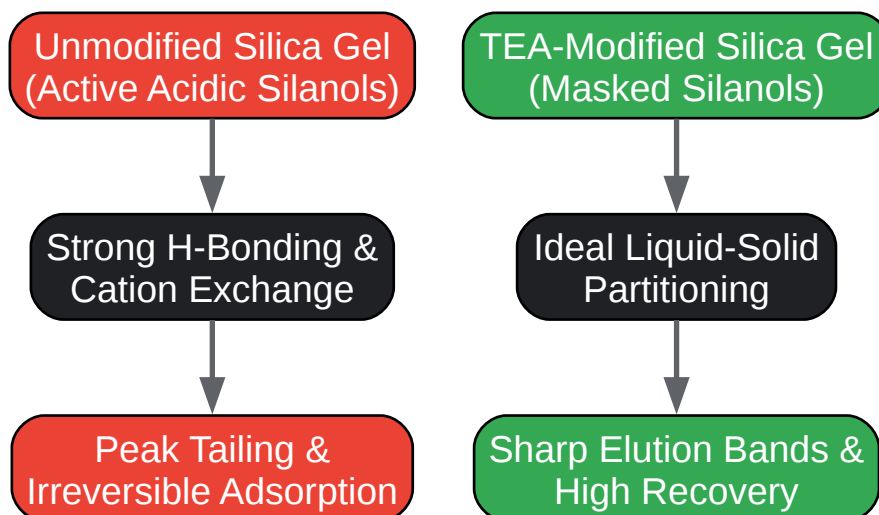 Unmodified Silica Gel
(Active Acidic Silanols)
Strong H-Bonding &
Cation Exchange
Peak Tailing &
Irreversible Adsorption
TEA-Modified Silica Gel
(Masked Silanols)
Ideal Liquid-Solid
Partitioning
Sharp Elution Bands &
High Recovery